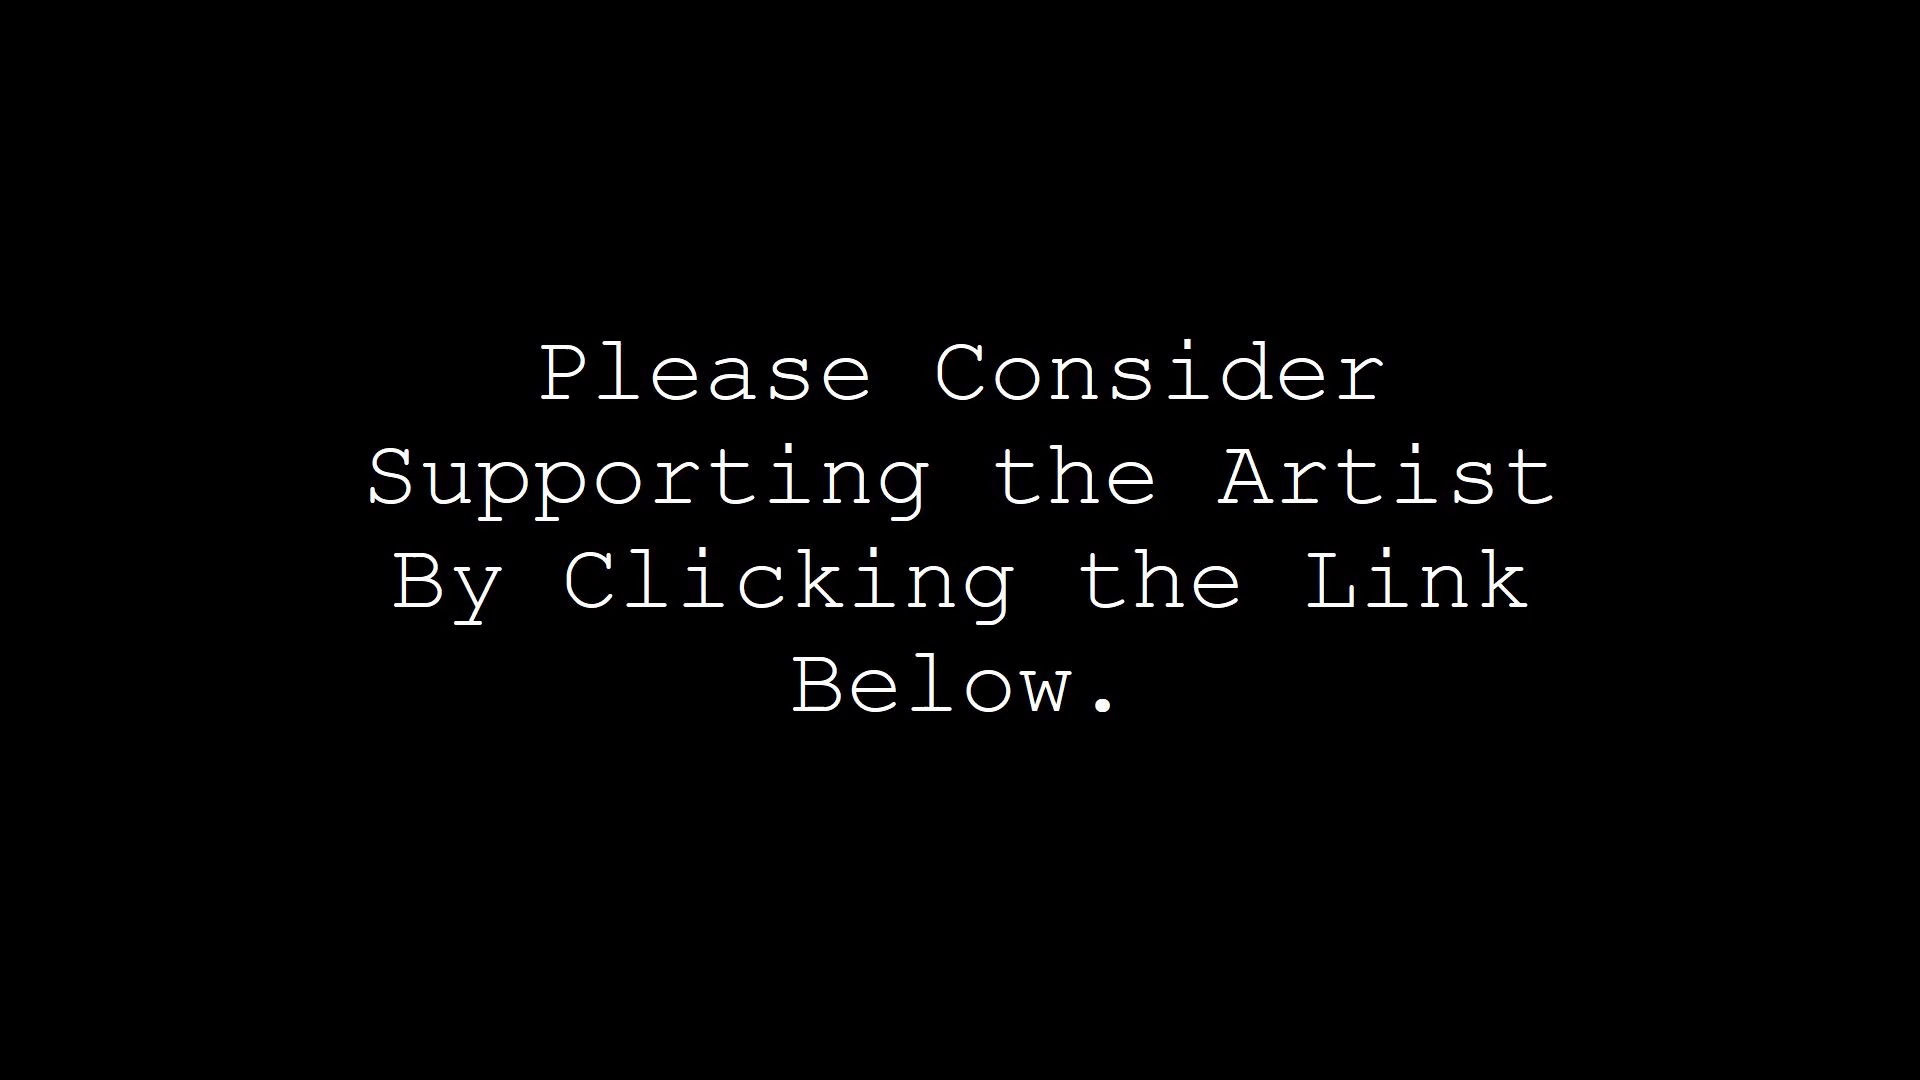 Please Consider
Supporting the Artist
By Clicking the Link
Below.